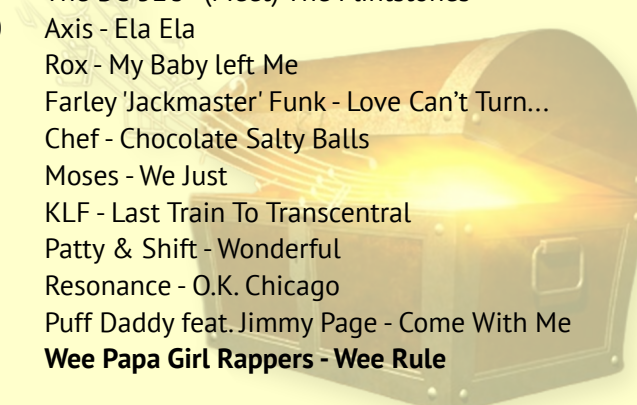 Axis - Ela Ela
Rox - My Baby left Me
Farley 'Jackmaster' Funk - Love Can’t Turn...
Chef - Chocolate Salty Balls
Moses - We Just
KLF - Last Train To Transcentral
Patty & Shift - Wonderful
Resonance - O.K. Chicago
Puff Daddy feat. Jimmy Page - Come With Me
Wee Papa Girl Rappers - Wee Rule